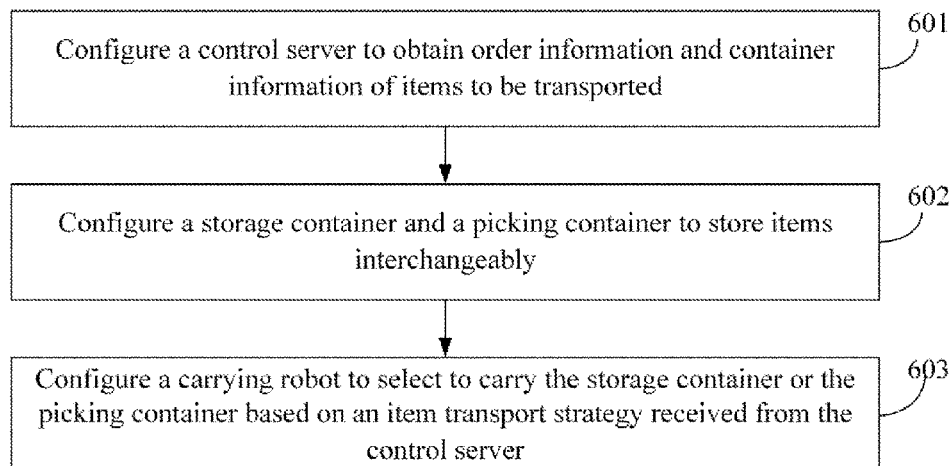 601
Configure a control server to obtain order information and container
information of items to be transported
602
Configure a storage container and a picking container to store items
interchangeably
603
Configure a carrying robot to select to carry the storage container or the
picking container based on an item transport strategy received from the
control server